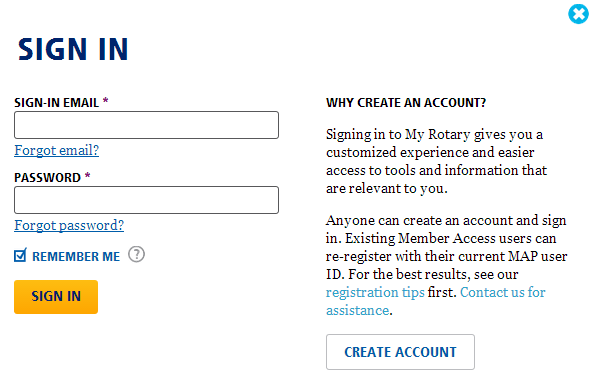 SIGN IN
SIGN-IN EMAIL *
Forgot email?
PASSWORD *
Forgot password?
REMEMBER ME ?
SIGN IN
WHY CREATE AN ACCOUNT?
Signing in to My Rotary gives you a
customized experience and easier
access to tools and information that
are relevant to you.
Anyone can create an account and sign
in. Existing Member Access users can
re-register with their current MAP user
ID. For the best results, see our
registration tips first. Contact us for
assistance.
CREATE ACCOUNT